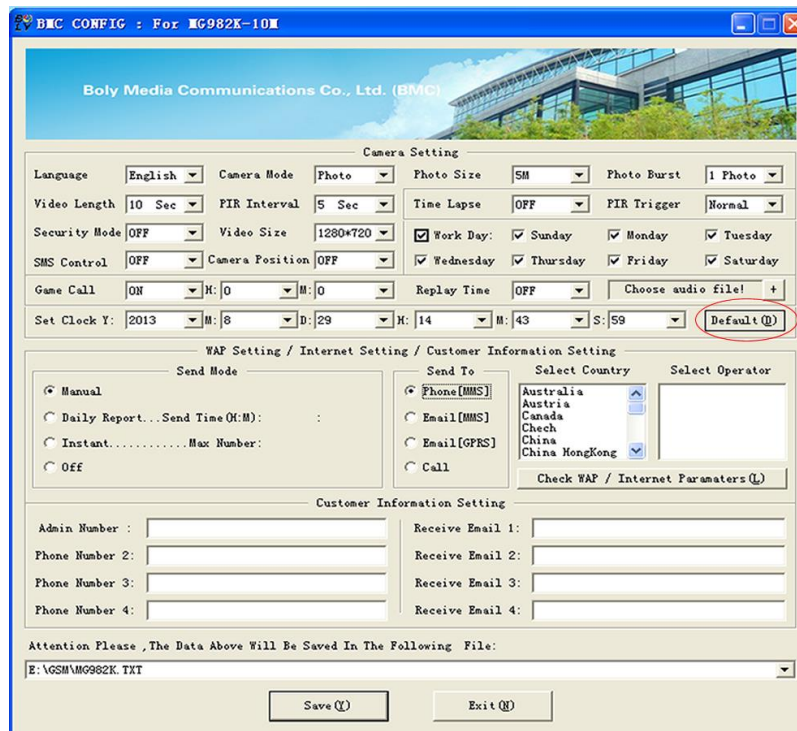 BMC CONFIG : For MG982K-10M
Boly Media Communications Co., Ltd. (BMC)
Camera Setting
Language English Camera Mode Photo Photo Size 5M Photo Burst 1 Photo
Video Length 10 Sec PIR Interval 5 Sec Time Lapse OFF PIR Trigger Normal
Security Mode OFF Video Size 1280*720 Work Day: Sunday Monday Tuesday
SMS Control OFF Camera Position OFF Wednesday Thursday Friday Saturday
Game Call ON H: 0 M: 0 Replay Time OFF Choose audio file! +
Set Clock Y: 2013 M: 8 D: 29 H: 14 M: 43 S: 59 Default(D)
WAP Setting / Internet Setting / Customer Information Setting
Send Mode
Manual
Daily Report...Send Time(H:M): :
Instant............Max Number:
Off
Send To
Phone[MMS]
Email[MMS]
Email[GPRS]
Call
Select Country
Australia
Austria
Canada
Chech
China
China HongKong
Select Operator
Check WAP / Internet Paramaters(L)
Customer Information Setting
Admin Number :
Phone Number 2:
Phone Number 3:
Phone Number 4:
Receive Email 1:
Receive Email 2:
Receive Email 3:
Receive Email 4:
Attention Please ,The Data Above Will Be Saved In The Following File:
E:\GSM\MG982K.TXT
Save(Y) Exit(N)